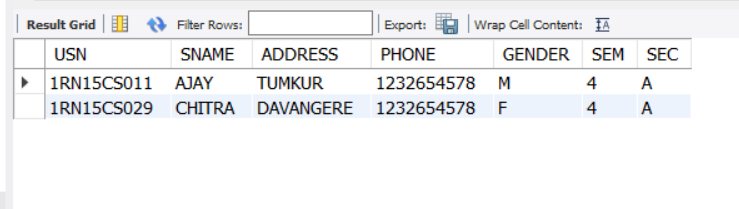 Result Grid Filter Rows: Export: Wrap Cell Content: IA
USN SNAME ADDRESS PHONE GENDER SEM SEC
1RN15CS011 AJAY TUMKUR 1232654578 M 4 A
1RN15CS029 CHITRA DAVANGERE 1232654578 F 4 A